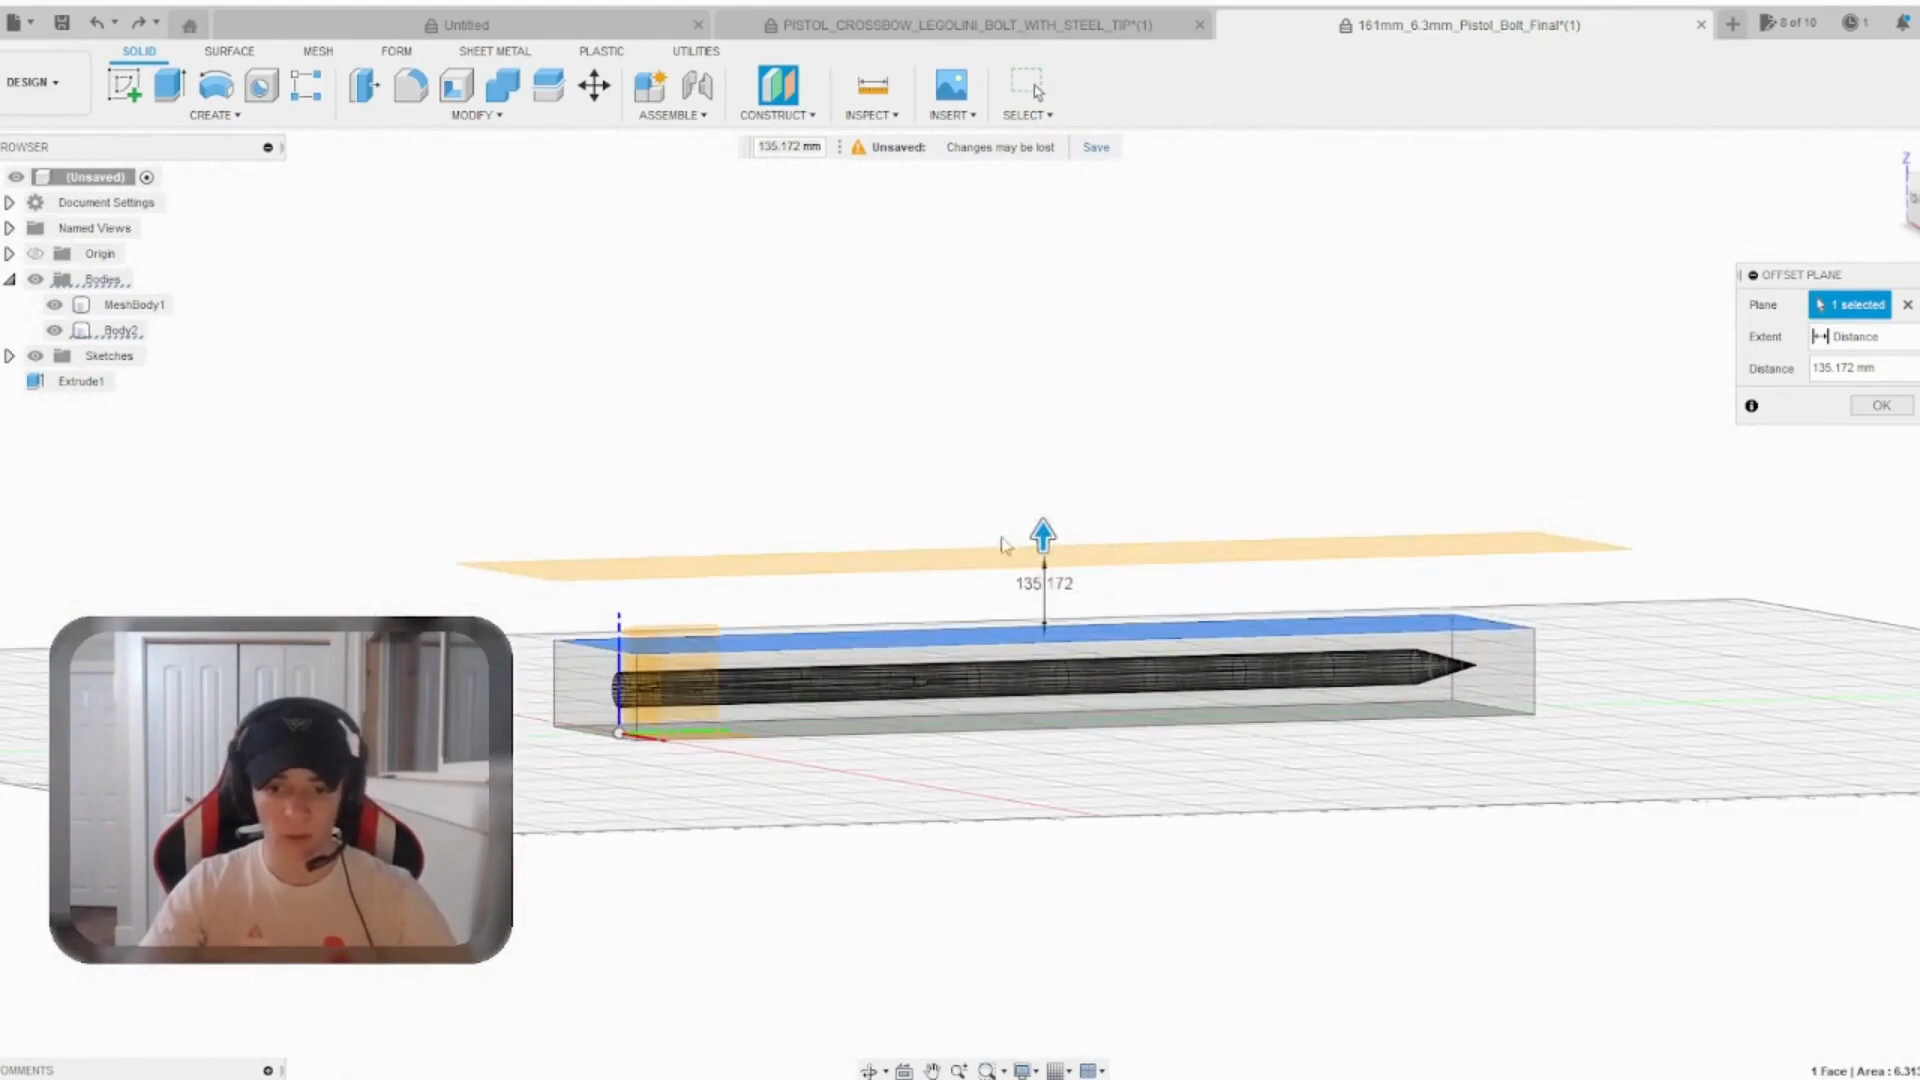 Untitled
PISTOL_CROSSBOW_LEGOLINI_BOLT_WITH_STEEL_TIP*(1)
161mm_6.3mm_Pistol_Bolt_Final*(1)
8 of 10
1
SOLID
SURFACE
MESH
FORM
SHEET METAL
PLASTIC
UTILITIES
DESIGN
CREATE
MODIFY
ASSEMBLE
CONSTRUCT
INSPECT
INSERT
SELECT
ROWSER
135.172 mm
Unsaved:
Changes may be lost
Save
Z
(Unsaved)
Document Settings
Named Views
Origin
Bodies
MeshBody1
Body2
Sketches
Extrude1
OFFSET PLANE
Plane
1 selected
Extent
Distance
Distance
135.172 mm
OK
135.172
OMMENTS
1 Face | Area : 6.313